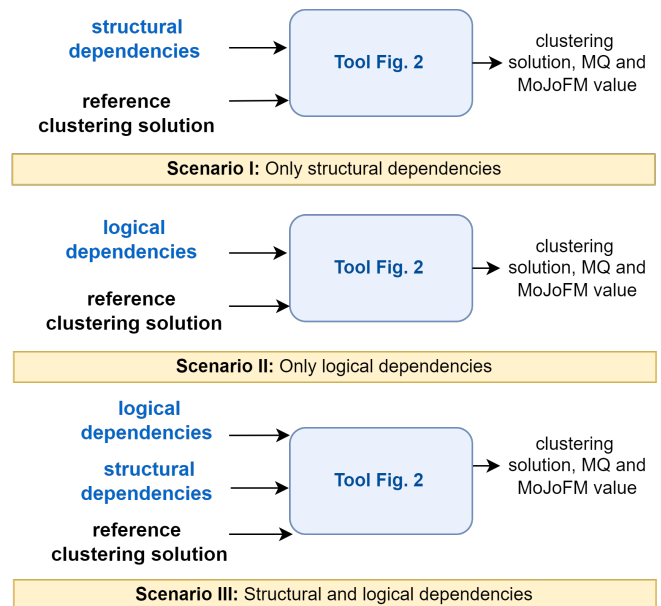 structural
dependencies
reference
clustering solution
Tool Fig. 2
clustering
solution, MQ and
MoJoFM value
Scenario I: Only structural dependencies
logical
dependencies
reference
clustering solution
Tool Fig. 2
clustering
solution, MQ and
MoJoFM value
Scenario II: Only logical dependencies
logical
dependencies
structural
dependencies
reference
clustering solution
Tool Fig. 2
clustering
solution, MQ and
MoJoFM value
Scenario III: Structural and logical dependencies